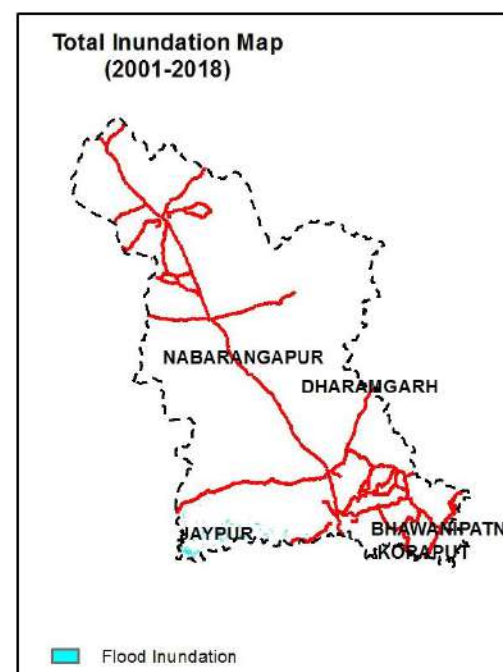 Total Inundation Map
(2001-2018)
NABARANGAPUR
DHARAMGARH
JAYPUR
BHAWANIPATN
KORAPUT
Flood Inundation